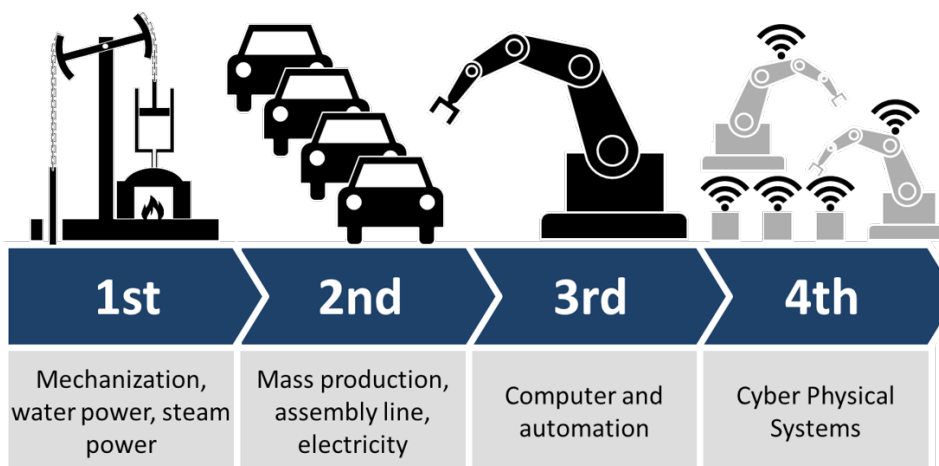 1st
2nd
3rd
4th
Mechanization,
water power, steam
power
Mass production,
assembly line,
electricity
Computer and
automation
Cyber Physical
Systems